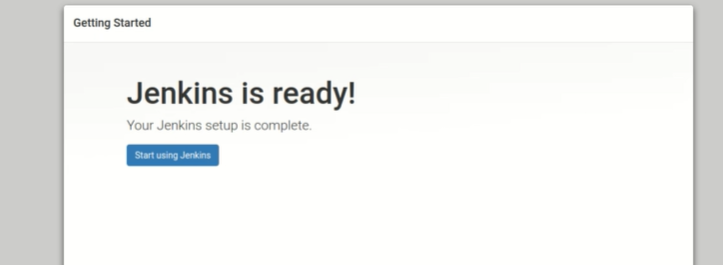 Getting Started
Jenkins is ready!
Your Jenkins setup is complete.
Start using Jenkins